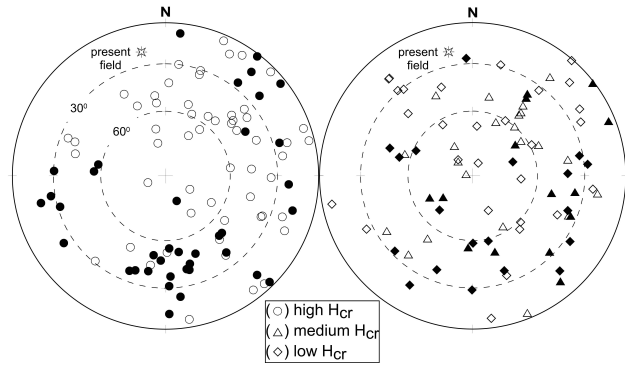 N
present
field
30⁰
60⁰
N
present
field
(○) high HCr
(△) medium HCr
(◇) low HCr